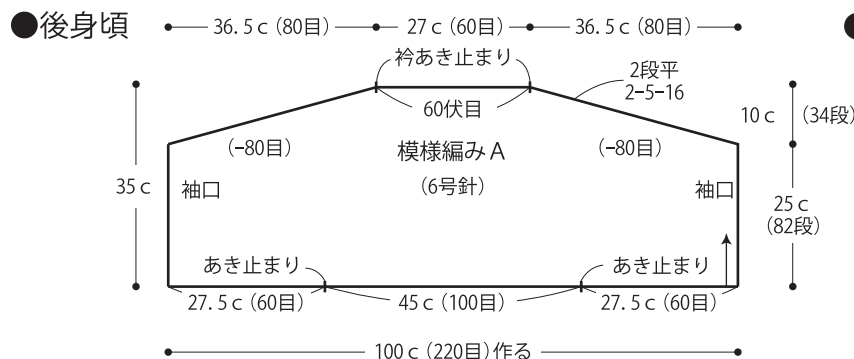 ●後身頃
36.5c(80目) 27c(60目) 36.5c(80目)
衿あき止まり
2段平
2-5-16
60伏目
10c (34段)
(-80目) 模様編みA (-80目)
(6号針)
35c 袖口 袖口
25c
(82段)
あき止まり あき止まり
27.5c(60目) 45c(100目) 27.5c(60目)
100c(220目)作る